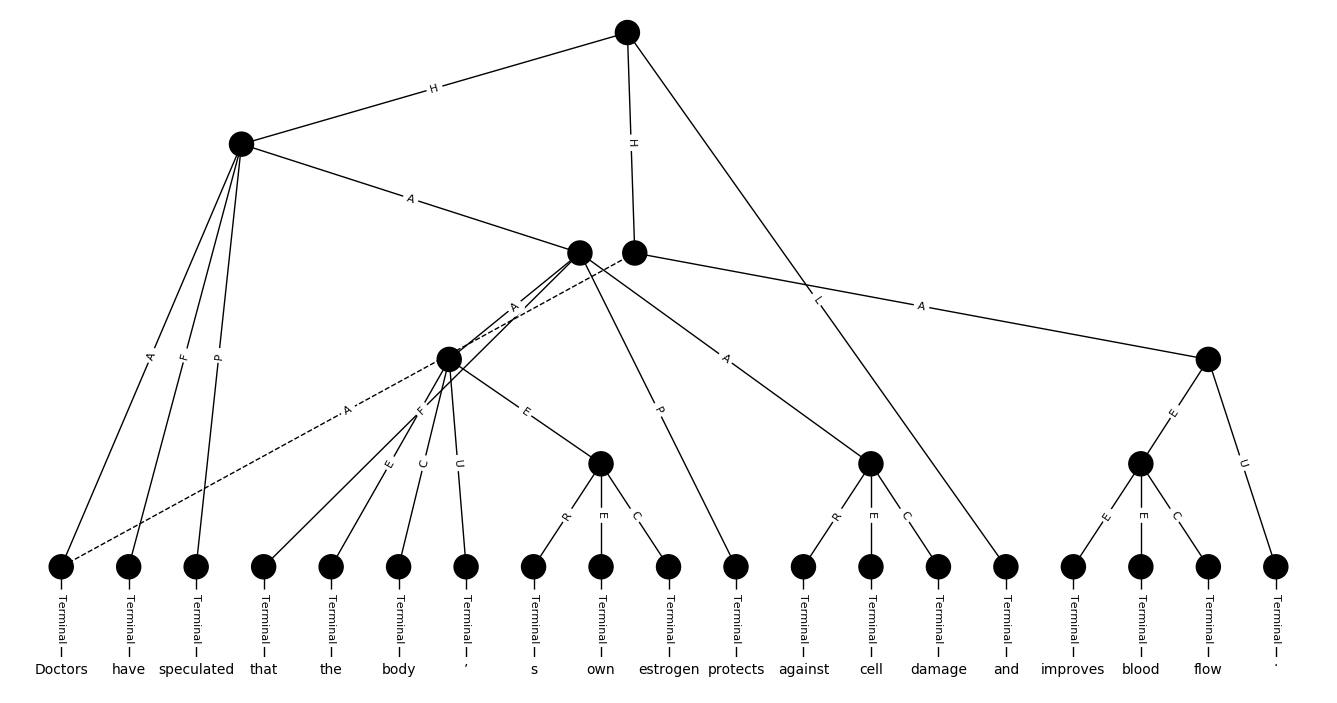 H
H
A
L
A
A
A
F
P
A
F
E
C
U
E
A
P
E
U
R
E
C
R
E
C
E
E
C
Terminal Terminal Terminal Terminal Terminal Terminal Terminal Terminal Terminal Terminal Terminal Terminal Terminal Terminal Terminal Terminal Terminal Terminal Terminal
Doctors have speculated that the body ’ s own estrogen protects against cell damage and improves blood flow .